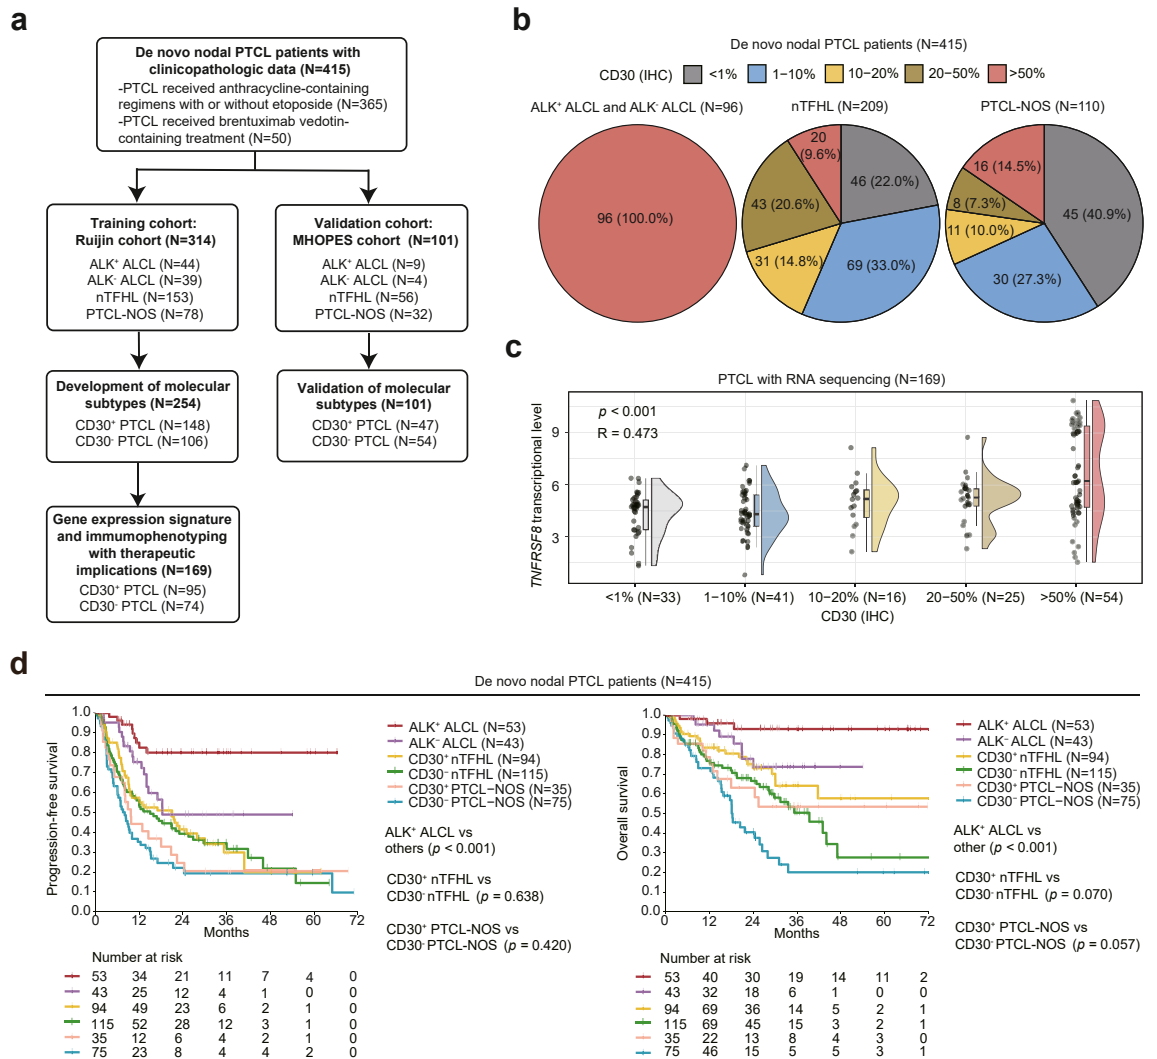 a
De novo nodal PTCL patients with
clinicopathologic data (N=415)
-PTCL received anthracycline-containing
regimens with or without etoposide (N=365)
-PTCL received brentuximab vedotin-
containing treatment (N=50)
Training cohort:
Ruijin cohort (N=314)
ALK⁺ ALCL (N=44)
ALK⁻ ALCL (N=39)
nTFHL (N=153)
PTCL-NOS (N=78)
Validation cohort:
MHOPES cohort (N=101)
ALK⁺ ALCL (N=9)
ALK⁻ ALCL (N=4)
nTFHL (N=56)
PTCL-NOS (N=32)
Development of molecular
subtypes (N=254)
CD30⁺ PTCL (N=148)
CD30⁻ PTCL (N=106)
Validation of molecular
subtypes (N=101)
CD30⁺ PTCL (N=47)
CD30⁻ PTCL (N=54)
Gene expression signature
and immunophenotyping
with therapeutic
implications (N=169)
CD30⁺ PTCL (N=95)
CD30⁻ PTCL (N=74)
b
De novo nodal PTCL patients (N=415)
CD30 (IHC) <1% 1−10% 10−20% 20−50% >50%
ALK⁺ ALCL and ALK⁻ ALCL (N=96)
nTFHL (N=209)
PTCL-NOS (N=110)
96 (100.0%)
20
(9.6%)
46 (22.0%)
43 (20.6%)
31 (14.8%)
69 (33.0%)
16 (14.5%)
8 (7.3%)
11 (10.0%)
45 (40.9%)
30 (27.3%)
c
PTCL with RNA sequencing (N=169)
p < 0.001
R = 0.473
TNFRSF8 transcriptional level
9
6
3
<1% (N=33) 1−10% (N=41) 10−20% (N=16) 20−50% (N=25) >50% (N=54)
CD30 (IHC)
d
De novo nodal PTCL patients (N=415)
Progression-free survival
1.0
0.9
0.8
0.7
0.6
0.5
0.4
0.3
0.2
0.1
0.0
0 12 24 36 48 60 72
Months
ALK⁺ ALCL (N=53)
ALK⁻ ALCL (N=43)
CD30⁺ nTFHL (N=94)
CD30⁻ nTFHL (N=115)
CD30⁺ PTCL−NOS (N=35)
CD30⁻ PTCL−NOS (N=75)
ALK⁺ ALCL vs
others (p < 0.001)
CD30⁺ nTFHL vs
CD30⁻ nTFHL (p = 0.638)
CD30⁺ PTCL-NOS vs
CD30⁻ PTCL-NOS (p = 0.420)
Number at risk
53 34 21 11 7 4 0
43 25 12 4 1 0 0
94 49 23 6 2 1 0
115 52 28 12 3 1 0
35 12 6 4 2 1 0
75 23 8 4 4 2 0
Overall survival
1.0
0.9
0.8
0.7
0.6
0.5
0.4
0.3
0.2
0.1
0.0
0 12 24 36 48 60 72
Months
ALK⁺ ALCL (N=53)
ALK⁻ ALCL (N=43)
CD30⁺ nTFHL (N=94)
CD30⁻ nTFHL (N=115)
CD30⁺ PTCL−NOS (N=35)
CD30⁻ PTCL−NOS (N=75)
ALK⁺ ALCL vs
other (p < 0.001)
CD30⁺ nTFHL vs
CD30⁻ nTFHL (p = 0.070)
CD30⁺ PTCL-NOS vs
CD30⁻ PTCL-NOS (p = 0.057)
Number at risk
53 40 30 19 14 11 2
43 32 18 6 1 0 0
94 69 36 14 5 2 1
115 69 45 15 3 2 1
35 22 13 8 4 3 0
75 46 15 5 5 3 1